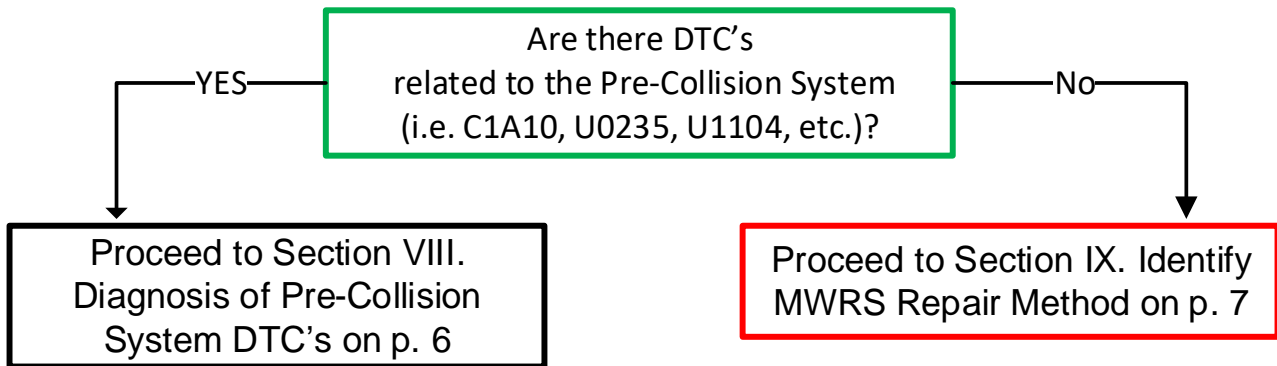 Are there DTC's
related to the Pre-Collision System
(i.e. C1A10, U0235, U1104, etc.)?
YES
No
Proceed to Section VIII.
Diagnosis of Pre-Collision
System DTC's on p. 6
Proceed to Section IX. Identify
MWRS Repair Method on p. 7